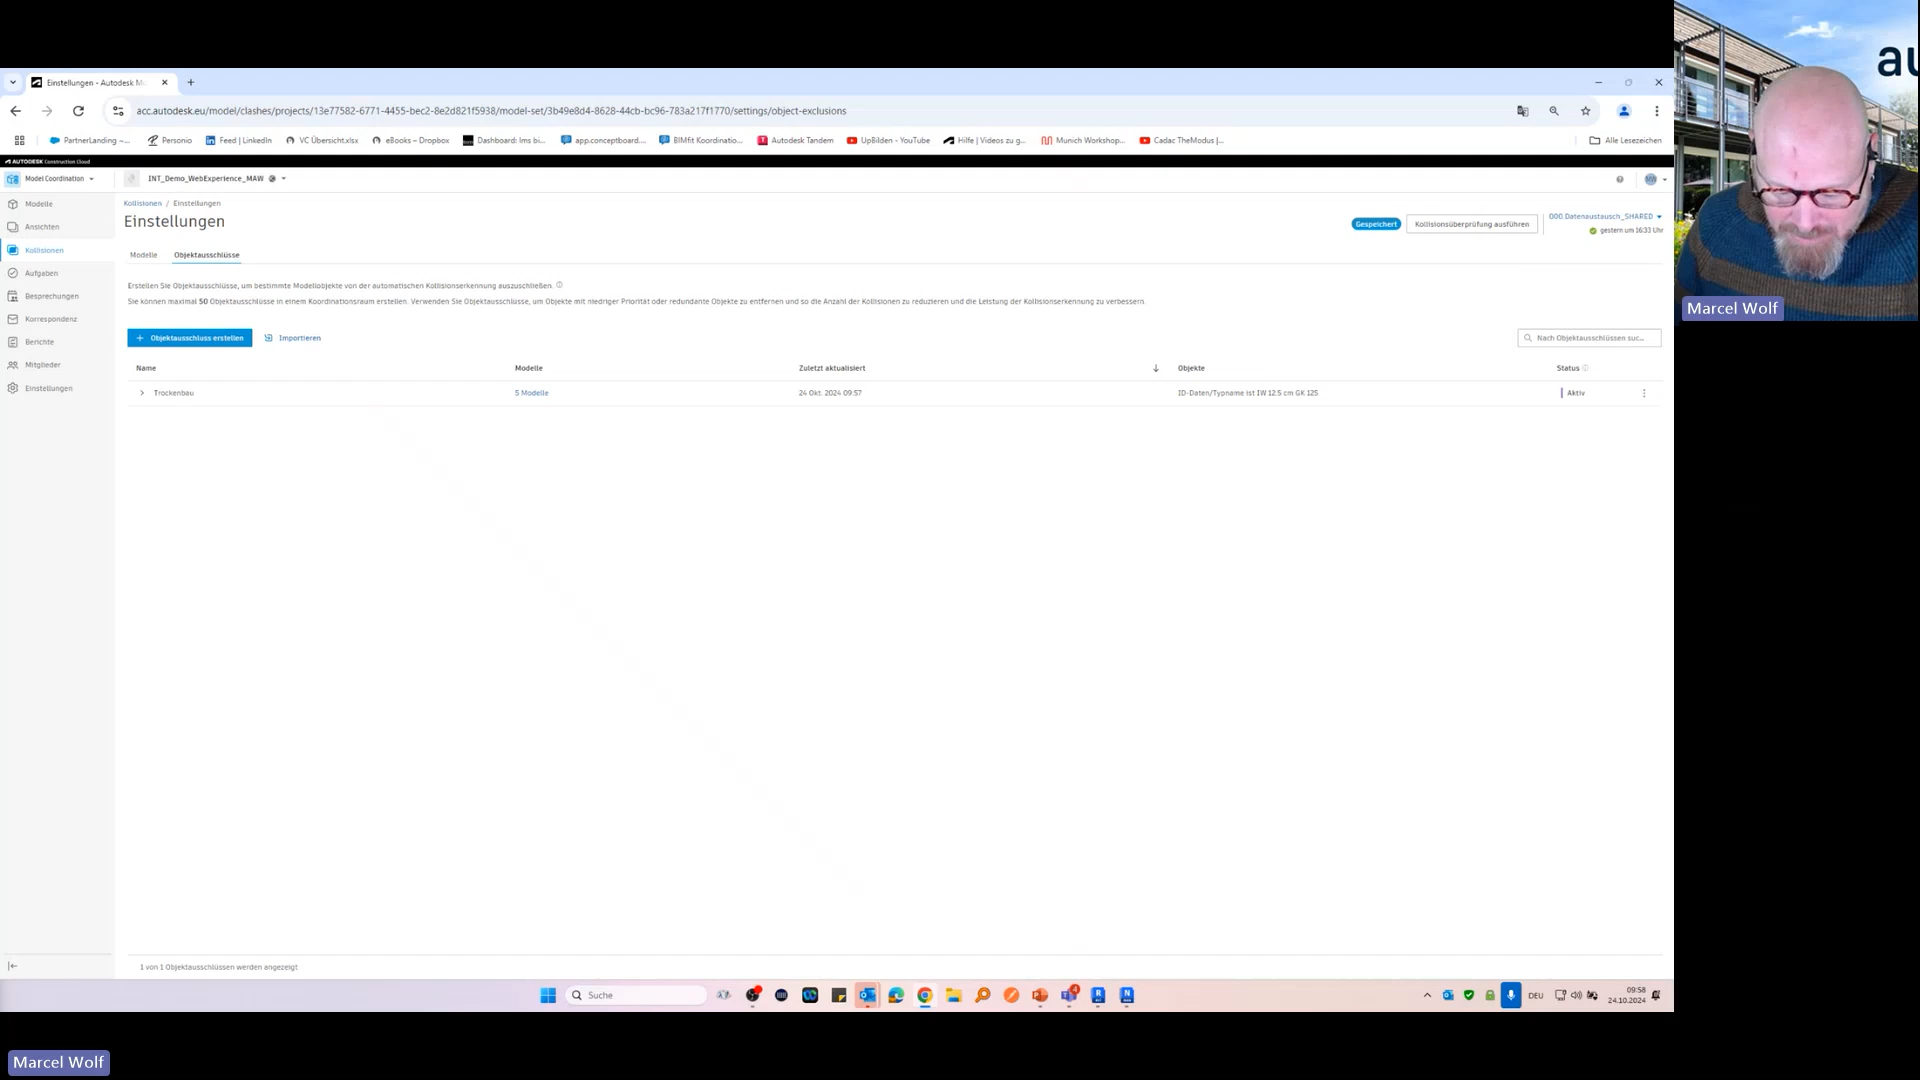 Einstellungen - Autodesk M
acc.autodesk.eu/model/clashes/projects/13e77582-6771-4455-bec2-8e2d821f5938/model-set/3b49e8d4-8628-44cb-bc96-783a217f1770/settings/object-exclusions
PartnerLanding –... Personio Feed | LinkedIn VC Übersicht.xlsx eBooks – Dropbox Dashboard: lms bi... app.conceptboard.... BIMfit Koordinatio... Autodesk Tandem UpBilden - YouTube Hilfe | Videos zu g... Munich Workshop... Cadac TheModus |... Alle Lesezeichen
AUTODESK Construction Cloud
Model Coordination INT_Demo_WebExperience_MAW MW
Modelle
Ansichten
Kollisionen
Aufgaben
Besprechungen
Korrespondenz
Berichte
Mitglieder
Einstellungen
Kollisionen / Einstellungen
Einstellungen
Gespeichert Kollisionsüberprüfung ausführen 000.Datenaustausch_SHARED
gestern um 16:33 Uhr
Modelle Objektausschlüsse
Erstellen Sie Objektausschlüsse, um bestimmte Modellobjekte von der automatischen Kollisionserkennung auszuschließen.
Sie können maximal 50 Objektausschlüsse in einem Koordinationsraum erstellen. Verwenden Sie Objektausschlüsse, um Objekte mit niedriger Priorität oder redundante Objekte zu entfernen und so die Anzahl der Kollisionen zu reduzieren und die Leistung der Kollisionserkennung zu verbessern.
+ Objektausschluss erstellen Importieren Nach Objektausschlüssen suc...
Name Modelle Zuletzt aktualisiert Objekte Status
Trockenbau 5 Modelle 24 Okt. 2024 09:57 ID-Daten/Typname ist IW 12.5 cm GK 125 Aktiv
1 von 1 Objektausschlüssen werden angezeigt
Suche
4
DEU
09:58
24.10.2024
au
Marcel Wolf
Marcel Wolf